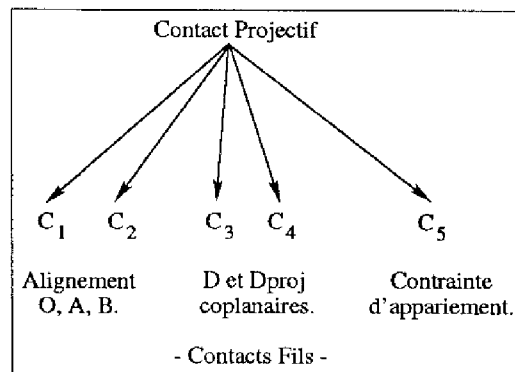 Contact Projectif
C1 C2 C3 C4 C5
Alignement D et Dproj Contrainte
O, A, B. coplanaires. d'appariement.
- Contacts Fils -